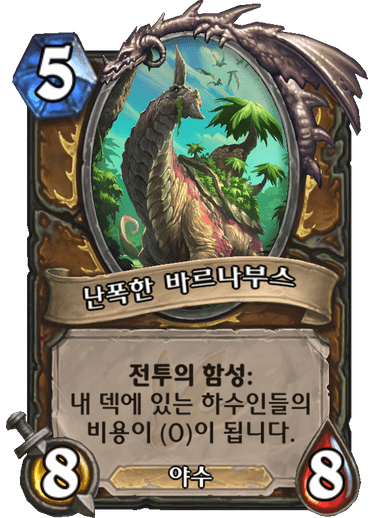 5
난폭한 바르나부스
전투의 함성:
내 덱에 있는 하수인들의
비용이 (0)이 됩니다.
8
야수
8